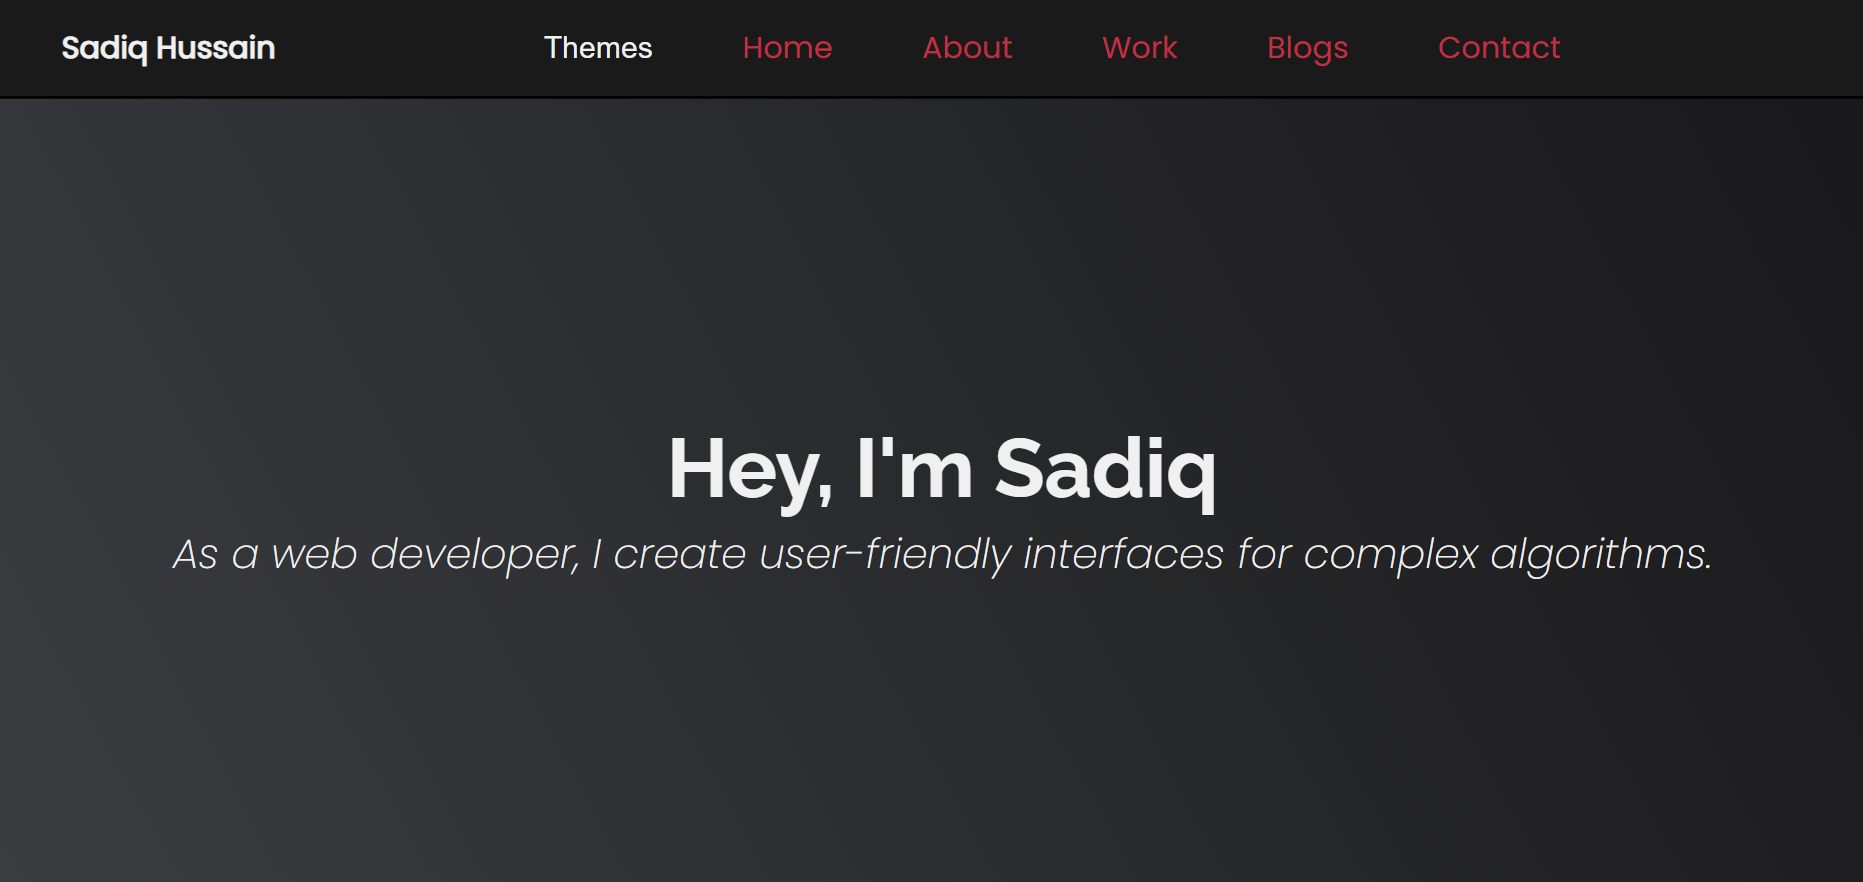 Sadiq Hussain Themes Home About Work Blogs Contact
Hey, I'm Sadiq
As a web developer, I create user-friendly interfaces for complex algorithms.